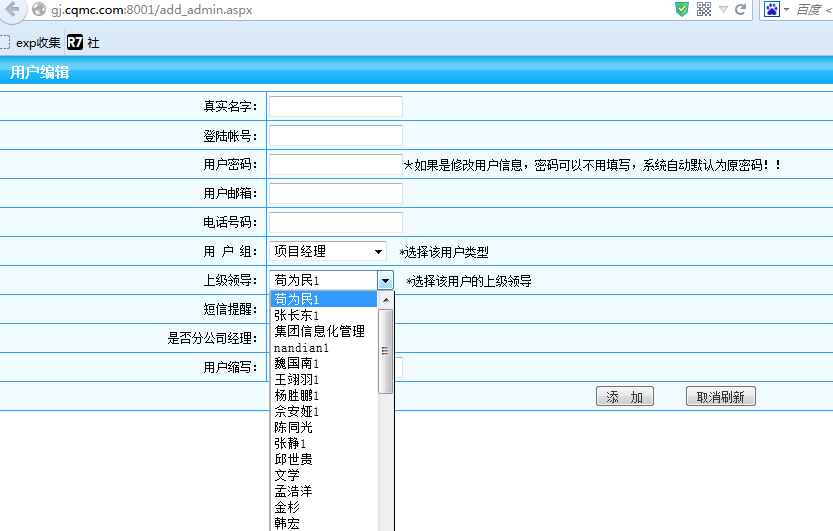 gj.cqmc.com:8001/add_admin.aspx
百度 <
exp收集 R7 社
用户编辑
真实名字：
登陆帐号：
用户密码： *如果是修改用户信息，密码可以不用填写，系统自动默认为原密码！！
用户邮箱：
电话号码：
用 户 组： 项目经理 *选择该用户类型
上级领导： 荀为民1 *选择该用户的上级领导
短信提醒：
是否分公司经理：
用户缩写：
荀为民1
张长东1
集团信息化管理
nandian1
魏国南1
王翊羽1
杨胜鹏1
佘安娅1
陈同光
张静1
邱世贵
文学
孟浩洋
金杉
韩宏
添 加 取消刷新